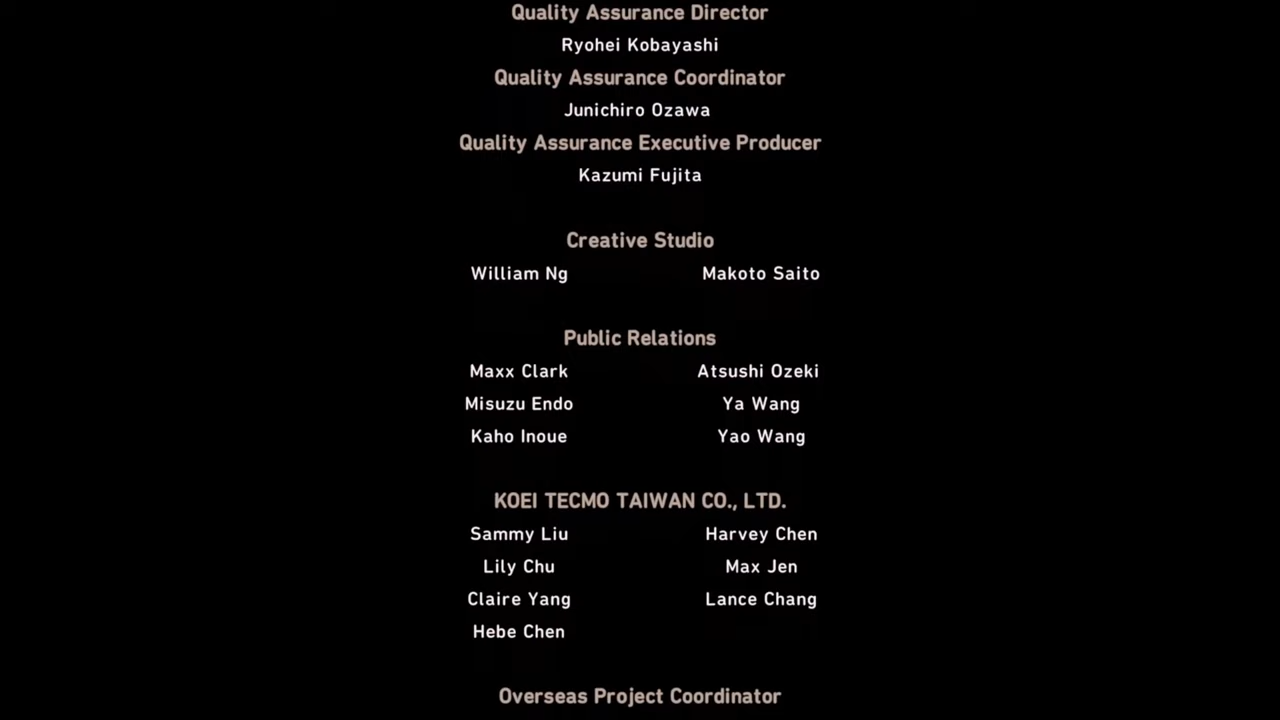 Quality Assurance Director
Ryohei Kobayashi
Quality Assurance Coordinator
Junichiro Ozawa
Quality Assurance Executive Producer
Kazumi Fujita
Creative Studio
William Ng Makoto Saito
Public Relations
Maxx Clark Atsushi Ozeki
Misuzu Endo Ya Wang
Kaho Inoue Yao Wang
KOEI TECMO TAIWAN CO., LTD.
Sammy Liu Harvey Chen
Lily Chu Max Jen
Claire Yang Lance Chang
Hebe Chen
Overseas Project Coordinator